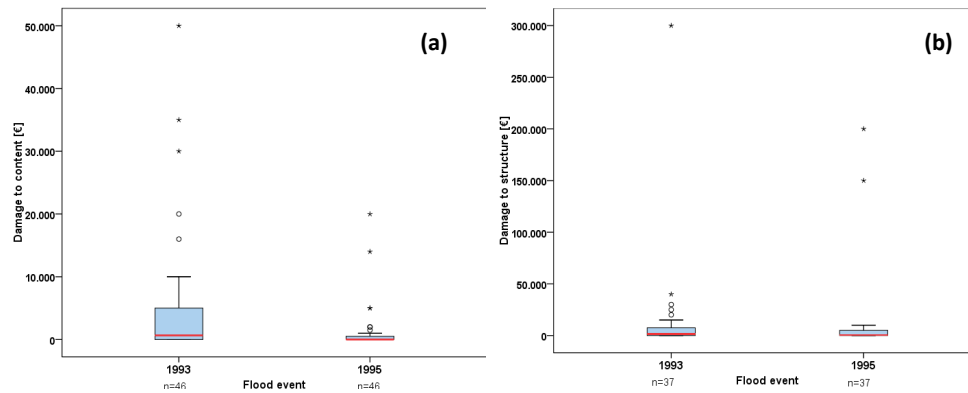 (a)
Damage to content [€]
50.000
40.000
30.000
20.000
10.000
0
1993
1995
n=46
Flood event
n=46
(b)
Damage to structure [€]
300.000
250.000
200.000
150.000
100.000
50.000
0
1993
1995
n=37
Flood event
n=37